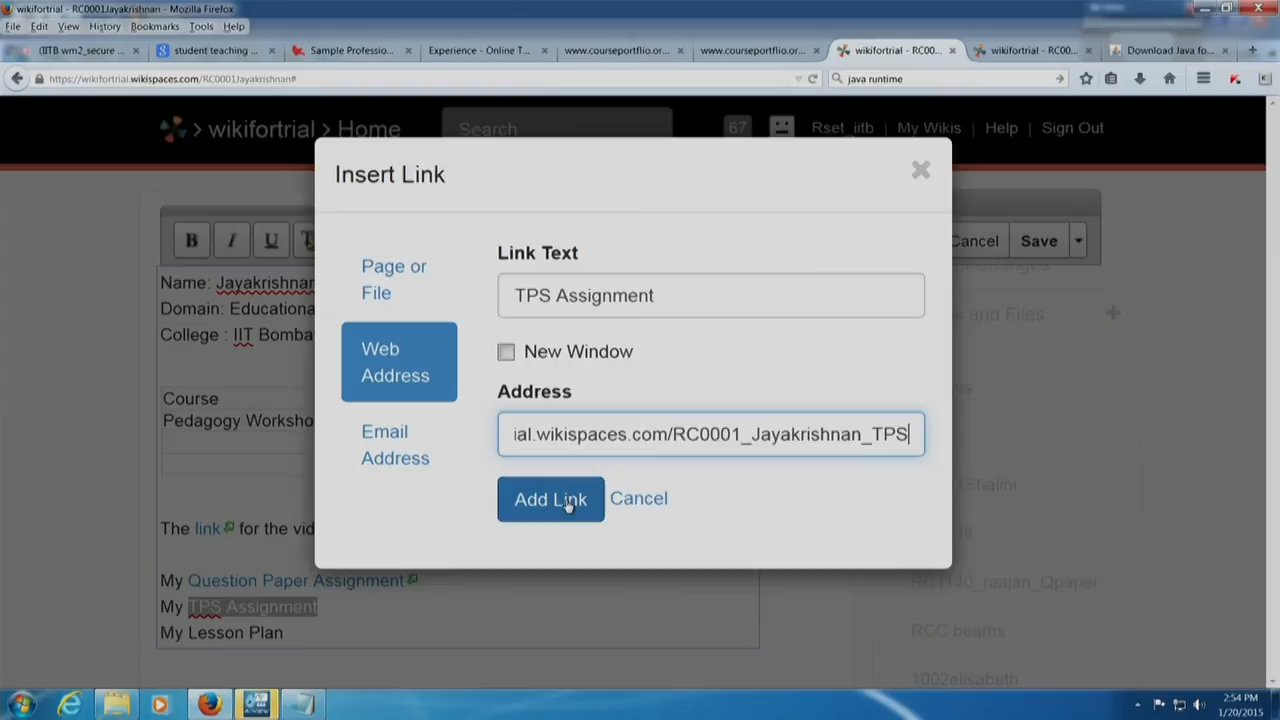 wikifortrial - RC0001Jayakrishnan - Mozilla Firefox
File Edit View History Bookmarks Tools Help
(IITB wm2_secure ... × student teaching ... × Sample Professio... × Experience - Online T... × www.courseportflio.or... × www.courseportflio.or... × wikifortrial - RC00... × wikifortrial - RC00... × Download Java fo... × +
https://wikifortrial.wikispaces.com/RC0001Jayakrishnan# java runtime
> wikifortrial > Home Search 67 Rset_iitb | My Wikis | Help | Sign Out
Insert Link
B I U Cancel Save
Link Text
Page or
File
TPS Assignment
Name: Jayakrishnan
Domain: Educationa
College : IIT Bomba
s and Files +
Web
Address
New Window
Address
Course
Pedagogy Worksho
ial.wikispaces.com/RC0001_Jayakrishnan_TPS
Email
Address
Add Link Cancel
Shalini
The link for the vid
My Question Paper Assignment
RC1140_raajan_Qpaper
My TPS Assignment
My Lesson Plan
RCC beams
1002elisabeth
2:54 PM
1/20/2015